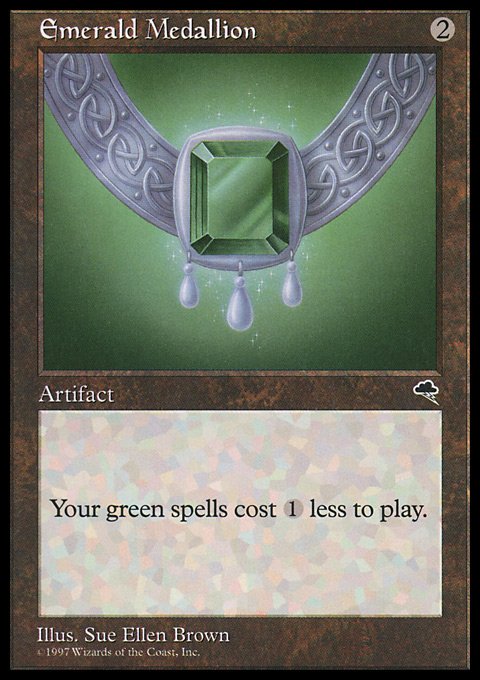 Emerald Medallion 2
Artifact
Your green spells cost 1 less to play.
Illus. Sue Ellen Brown
©1997 Wizards of the Coast, Inc.